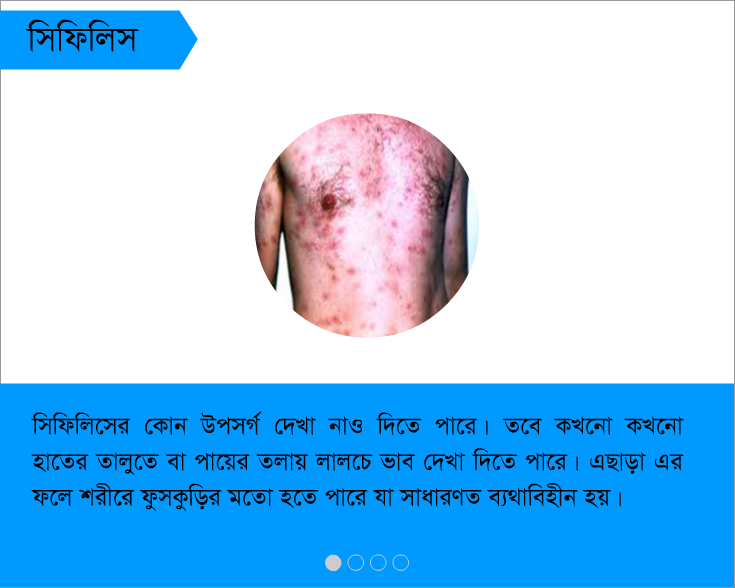 সিফিলিস
সিফিলিসের কোন উপসর্গ দেখা নাও দিতে পারে। তবে কখনো কখনো
হাতের তালুতে বা পায়ের তলায় লালচে ভাব দেখা দিতে পারে। এছাড়া এর
ফলে শরীরে ফুসকুড়ির মতো হতে পারে যা সাধারণত ব্যথাবিহীন হয়।